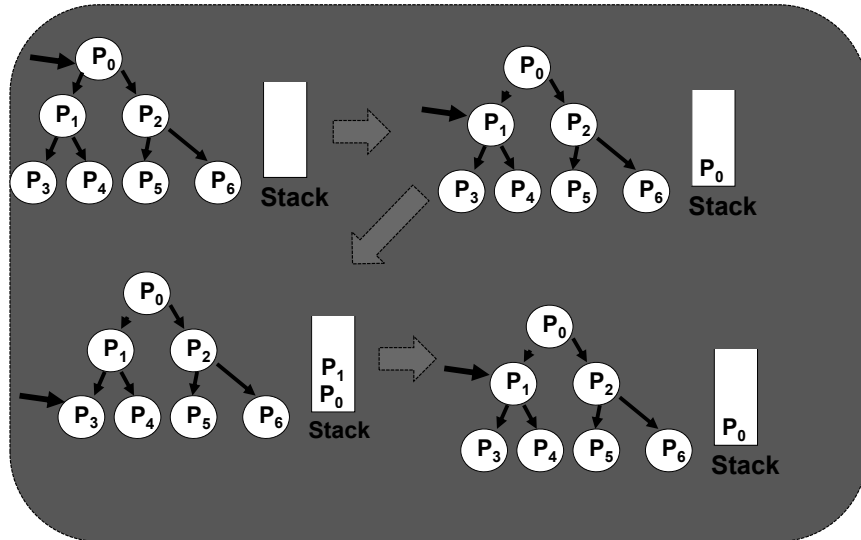 P₀
P₁ P₂
P₃ P₄ P₅ P₆
Stack
P₀
P₁ P₂
P₃ P₄ P₅ P₆
P₀
Stack
P₀
P₁ P₂
P₃ P₄ P₅ P₆
P₁
P₀
Stack
P₀
P₁ P₂
P₃ P₄ P₅ P₆
P₀
Stack